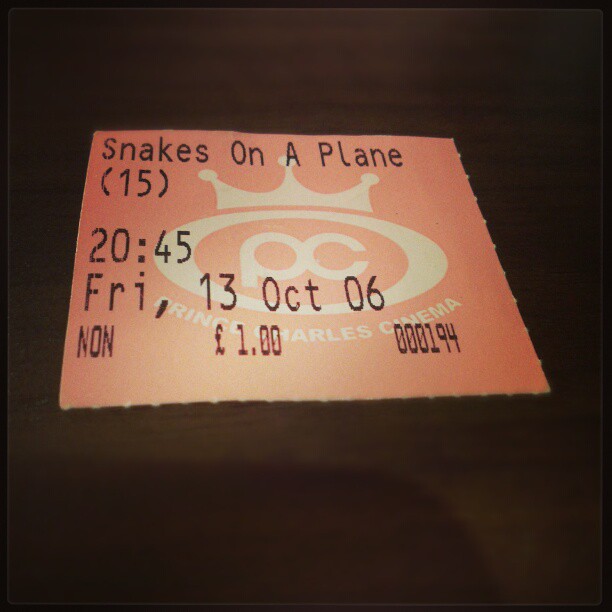 Snakes On A Plane
(15)
20:45
pc
Fri, 13 Oct 06
PRINCE CHARLES CINEMA
NON £1.00 000194